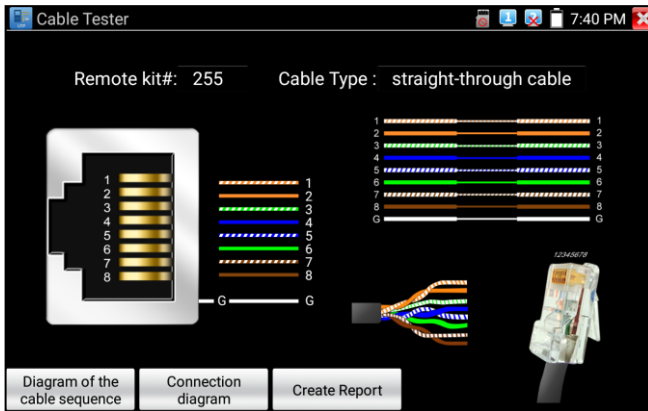 Cable Tester
7:40 PM
Remote kit#: 255
Cable Type : straight-through cable
1 1
2 2
3 3
4 4
5 5
6 6
7 7
8 8
G G
1 1
2 2
3 3
4 4
5 5
6 6
7 7
8 8
G G
12345678
Diagram of the
cable sequence
Connection
diagram
Create Report